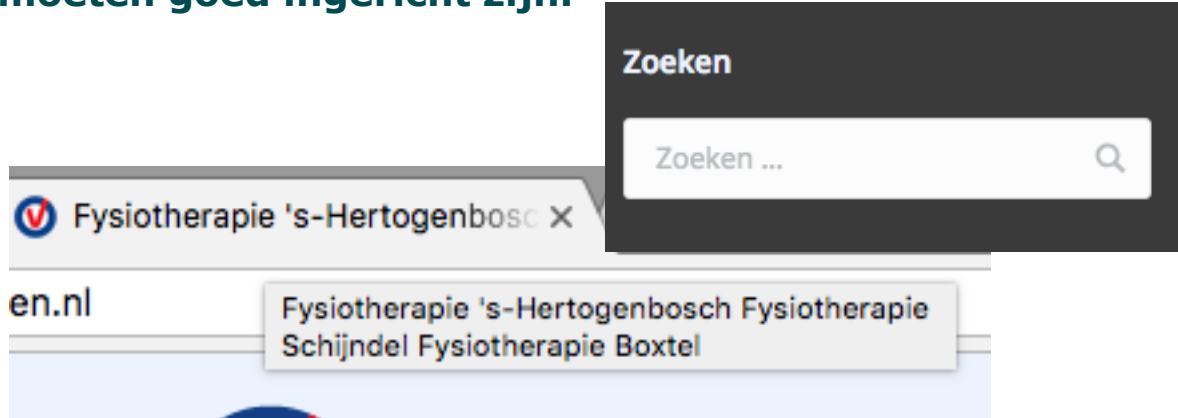 moeten goed ingericht zijn.
Zoeken
Zoeken ...
Fysiotherapie 's-Hertogenbosc
en.nl
Fysiotherapie 's-Hertogenbosch Fysiotherapie
Schijndel Fysiotherapie Boxtel